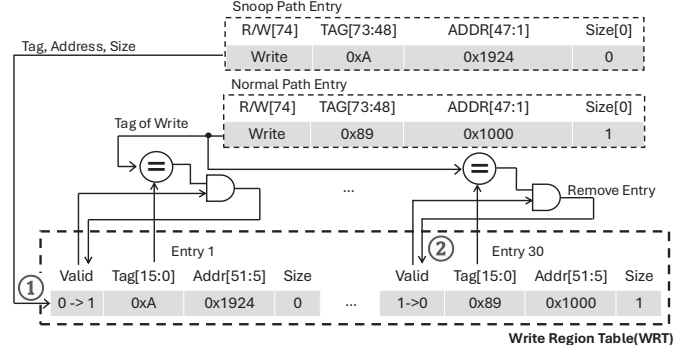 Snoop Path Entry
R/W[74] TAG[73:48] ADDR[47:1] Size[0]
Tag, Address, Size
Write 0xA 0x1924 0
Normal Path Entry
R/W[74] TAG[73:48] ADDR[47:1] Size[0]
Tag of Write
Write 0x89 0x1000 1
=
=
...
Remove Entry
①
Entry 1
②
Entry 30
Valid Tag[15:0] Addr[51:5] Size Valid Tag[15:0] Addr[51:5] Size
0 -> 1 0xA 0x1924 0 ... 1->0 0x89 0x1000 1
Write Region Table(WRT)